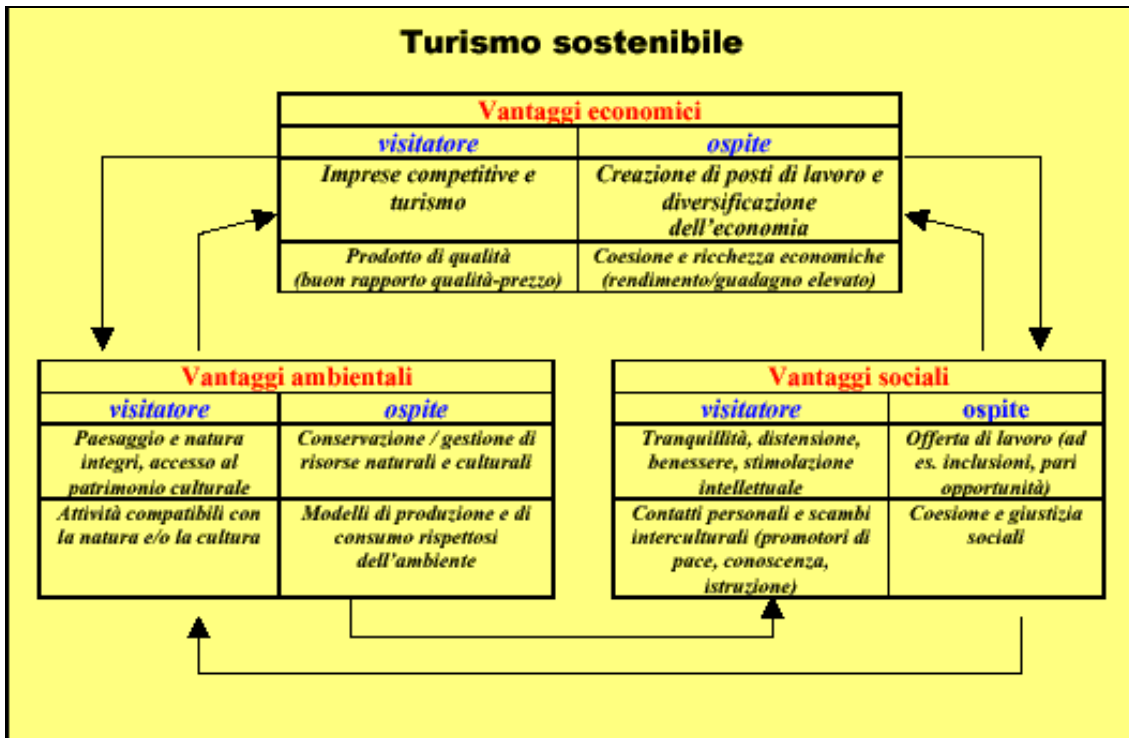 Turismo sostenibile
Vantaggi economici
visitatore
ospite
Imprese competitive e
turismo
Creazione di posti di lavoro e
diversificazione
dell'economia
Prodotto di qualità
(buon rapporto qualità-prezzo)
Coesione e ricchezza economiche
(rendimento/guadagno elevato)
Vantaggi ambientali
visitatore
ospite
Paesaggio e natura
integri, accesso al
patrimonio culturale
Conservazione / gestione di
risorse naturali e culturali
Attività compatibili con
la natura e/o la cultura
Modelli di produzione e di
consumo rispettosi
dell'ambiente
Vantaggi sociali
visitatore
ospite
Tranquillità, distensione,
benessere, stimolazione
intellettuale
Offerta di lavoro (ad
es. inclusioni, pari
opportunità)
Contatti personali e scambi
interculturali (promotori di
pace, conoscenza,
istruzione)
Coesione e giustizia
sociali